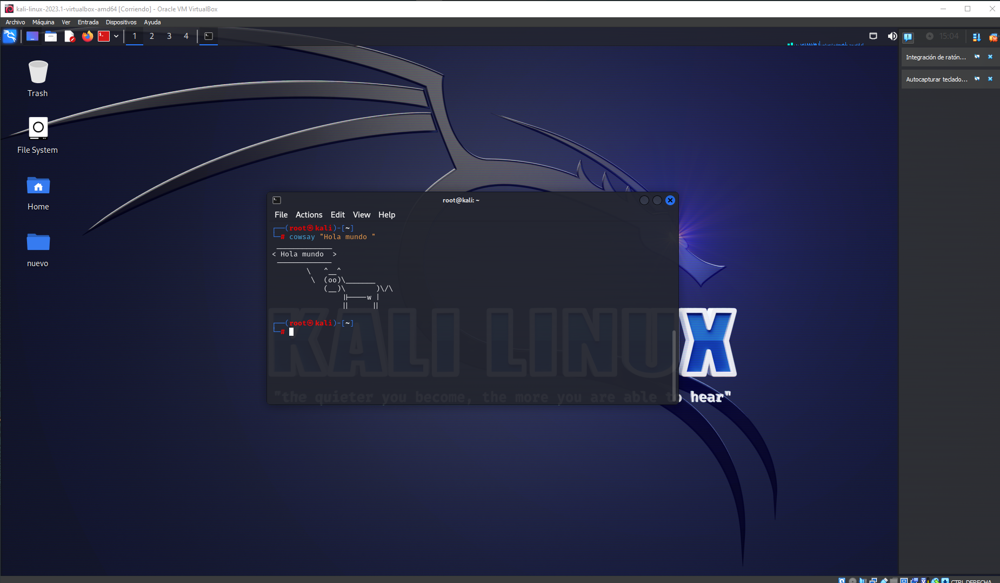 kali-linux-2023.1-virtualbox-amd64 [Corriendo] - Oracle VM VirtualBox
Archivo Máquina Ver Entrada Dispositivos Ayuda
1 2 3 4
15:04
Integración de ratón...
Autocapturar teclado...
Trash
File System
Home
nuevo
root@kali: ~
File Actions Edit View Help
┌──(root㉿kali)-[~]
└─# cowsay "Hola mundo "
 _____________
< Hola mundo  >
 -------------
        \   ^__^
         \  (oo)\_______
            (__)\       )\/\
                ||----w |
                ||     ||
┌──(root㉿kali)-[~]
└─#
KALI LINUX
"the quieter you become, the more you are able to hear"
CTRL DERECHA